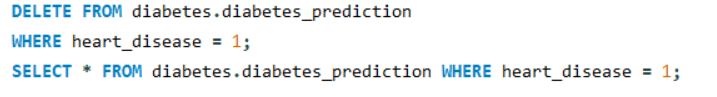 DELETE FROM diabetes.diabetes_prediction
WHERE heart_disease = 1;
SELECT * FROM diabetes.diabetes_prediction WHERE heart_disease = 1;